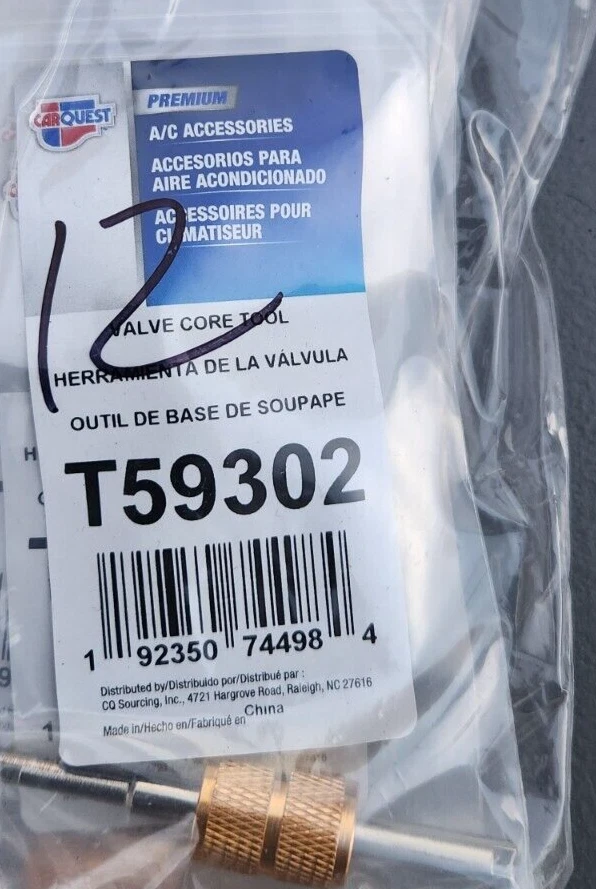 CARQUEST
PREMIUM
A/C ACCESSORIES
ACCESORIOS PARA
AIRE ACONDICIONADO
ACCESSOIRES POUR
CLIMATISEUR
12
VALVE CORE TOOL
HERRAMIENTA DE LA VÁLVULA
OUTIL DE BASE DE SOUPAPE
T59302
1 92350 74498 4
Distributed by/Distribuido por/Distribué par :
CQ Sourcing, Inc., 4721 Hargrove Road, Raleigh, NC 27616
Made in/Hecho en/Fabriqué en China